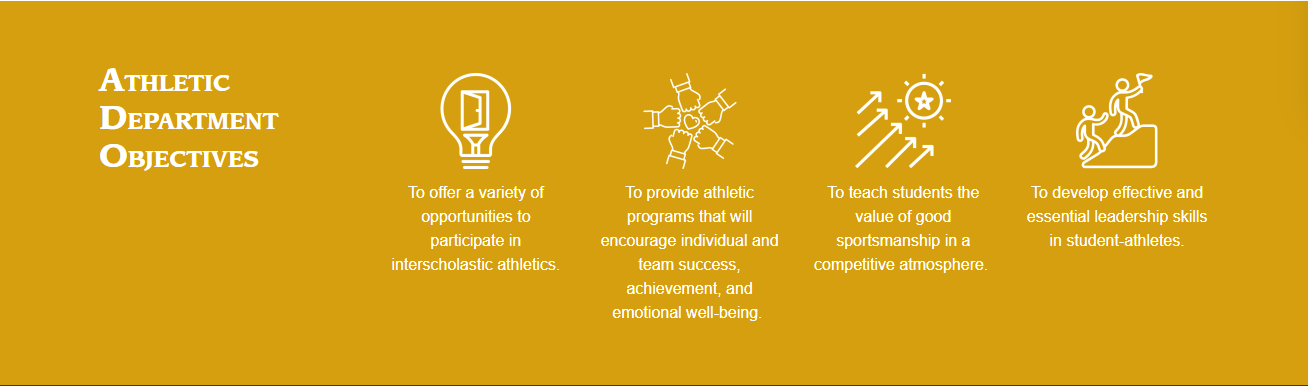 Athletic
Department
Objectives
To offer a variety of
opportunities to
participate in
interscholastic athletics.
To provide athletic
programs that will
encourage individual and
team success,
achievement, and
emotional well-being.
To teach students the
value of good
sportsmanship in a
competitive atmosphere.
To develop effective and
essential leadership skills
in student-athletes.